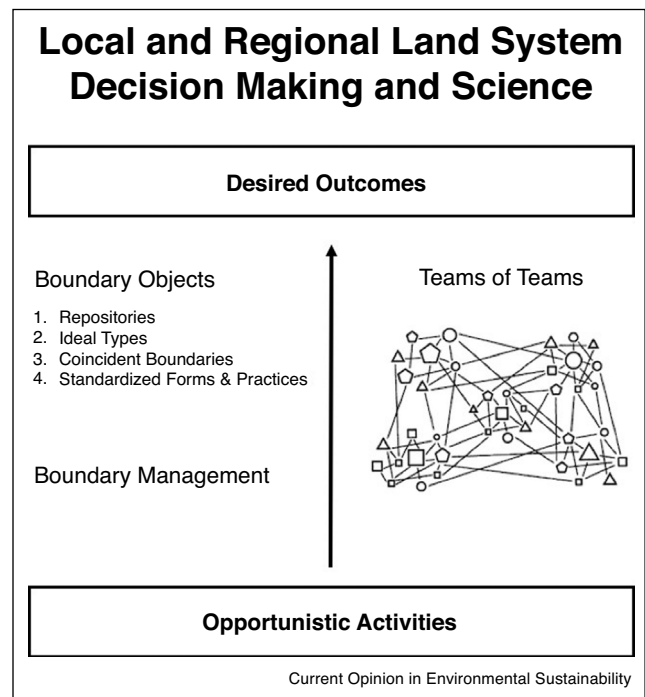 Local and Regional Land System
Decision Making and Science
Desired Outcomes
Boundary Objects
1. Repositories
2. Ideal Types
3. Coincident Boundaries
4. Standardized Forms & Practices
Boundary Management
Teams of Teams
Opportunistic Activities
Current Opinion in Environmental Sustainability